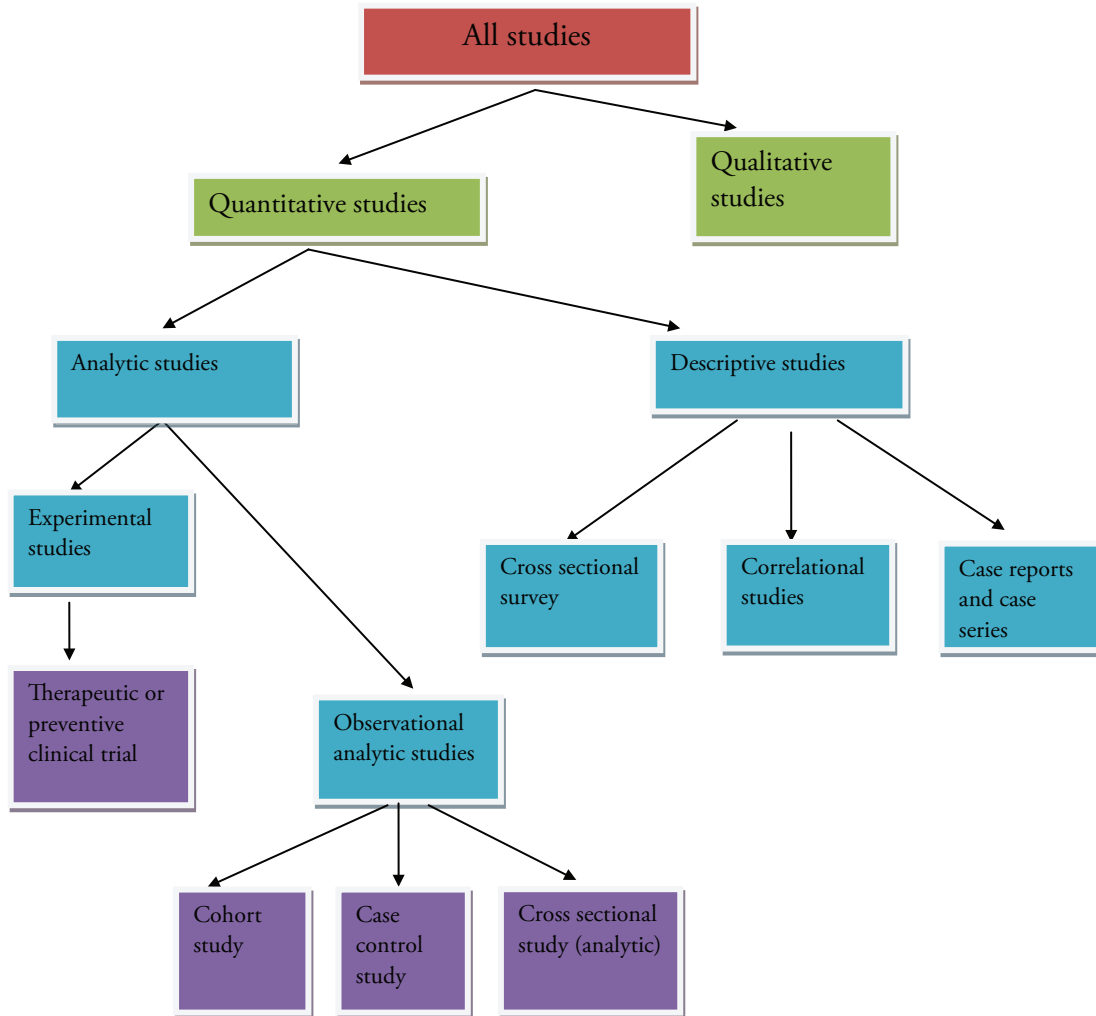 All studies
Qualitative
studies
Quantitative studies
Analytic studies
Descriptive studies
Experimental
studies
Cross sectional
survey
Correlational
studies
Case reports
and case
series
Therapeutic or
preventive
clinical trial
Observational
analytic studies
Cohort
study
Case
control
study
Cross sectional
study (analytic)